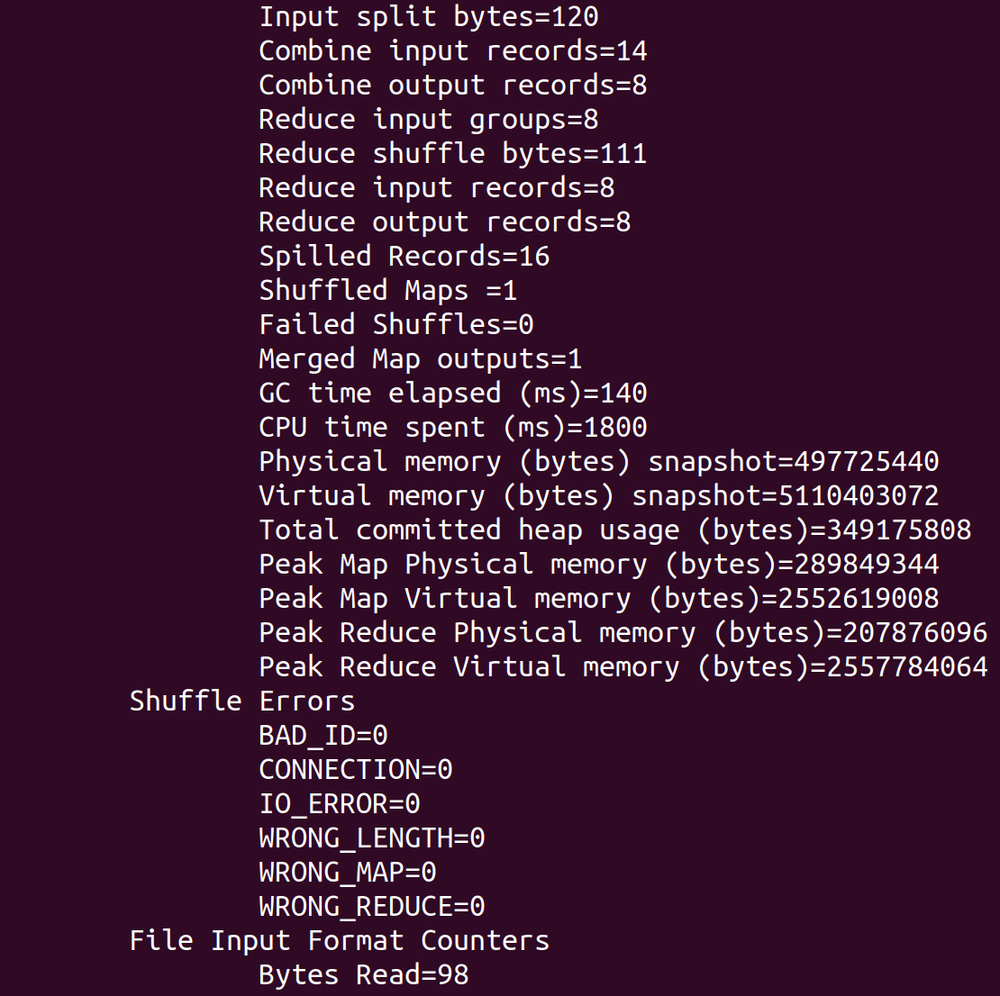 Input split bytes=120
Combine input records=14
Combine output records=8
Reduce input groups=8
Reduce shuffle bytes=111
Reduce input records=8
Reduce output records=8
Spilled Records=16
Shuffled Maps =1
Failed Shuffles=0
Merged Map outputs=1
GC time elapsed (ms)=140
CPU time spent (ms)=1800
Physical memory (bytes) snapshot=497725440
Virtual memory (bytes) snapshot=5110403072
Total committed heap usage (bytes)=349175808
Peak Map Physical memory (bytes)=289849344
Peak Map Virtual memory (bytes)=2552619008
Peak Reduce Physical memory (bytes)=207876096
Peak Reduce Virtual memory (bytes)=2557784064
Shuffle Errors
BAD_ID=0
CONNECTION=0
IO_ERROR=0
WRONG_LENGTH=0
WRONG_MAP=0
WRONG_REDUCE=0
File Input Format Counters
Bytes Read=98